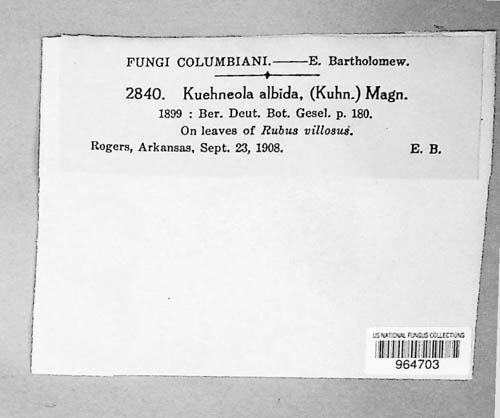 FUNGI COLUMBIANI.——E. Bartholomew.
2840. Kuehneola albida, (Kuhn.) Magn.
1899 : Ber. Deut. Bot. Gesel. p. 180.
On leaves of Rubus villosus.
Rogers, Arkansas, Sept. 23, 1908. E. B.
US NATIONAL FUNGUS COLLECTIONS
964703